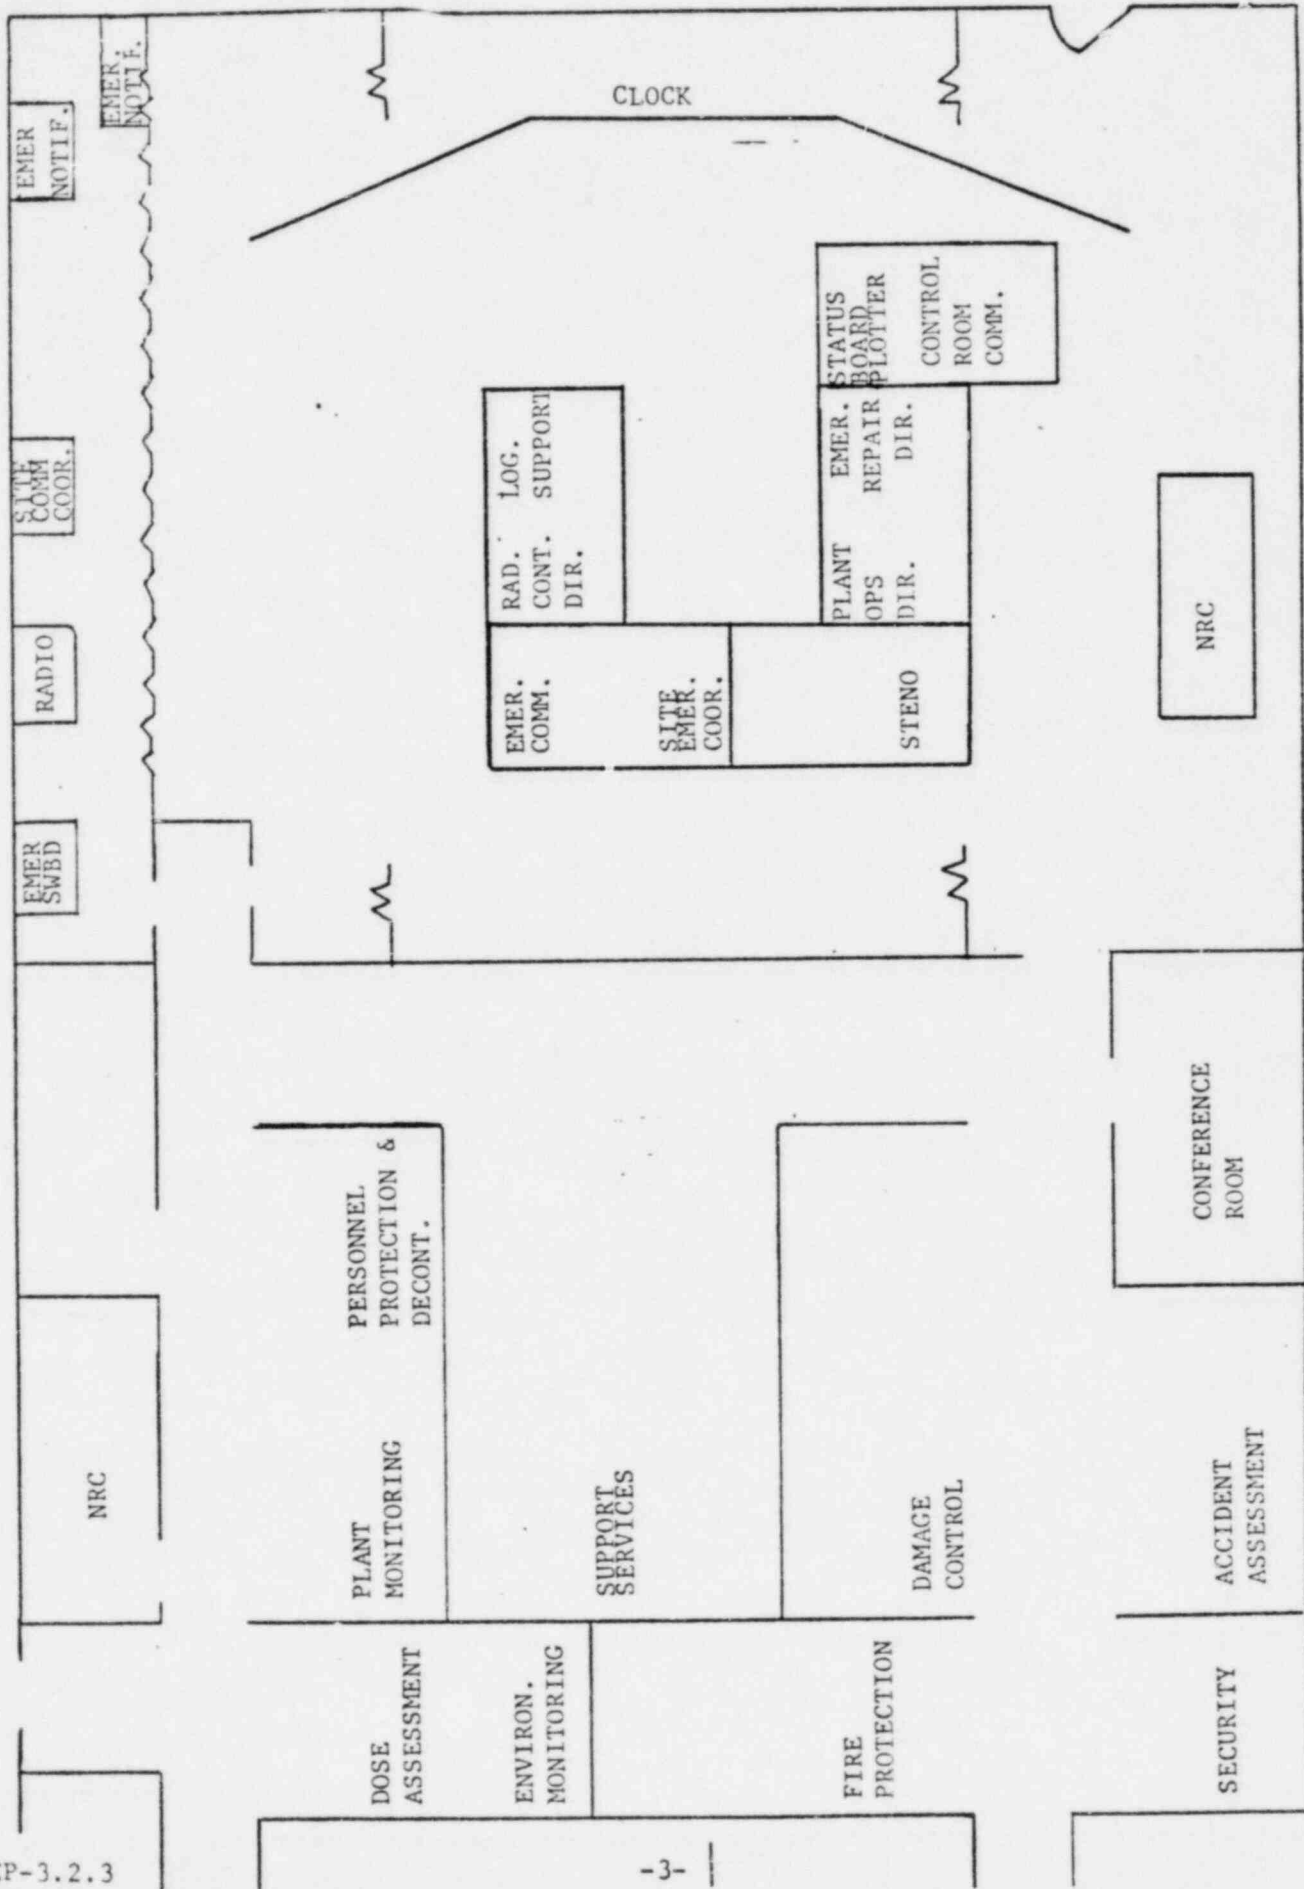 EMER.
NOTIF.
EMER
NOTIF.
CLOCK
STATUS
BOARD
PLOTTER
CONTROL
ROOM
COMM.
SITE
COMM
COOR.
LOG.
SUPPORT
RAD.
CONT.
DIR.
EMER.
REPAIR
DIR.
PLANT
OPS
DIR.
RADIO
EMER.
COMM.
SITE
EMER.
COOR.
STENO
NRC
EMER
SWBD
PERSONNEL
PROTECTION &
DECONT.
CONFERENCE
ROOM
NRC
PLANT
MONITORING
SUPPORT
SERVICES
DAMAGE
CONTROL
ACCIDENT
ASSESSMENT
DOSE
ASSESSMENT
ENVIRON.
MONITORING
FIRE
PROTECTION
SECURITY
P-3.2.3
-3-